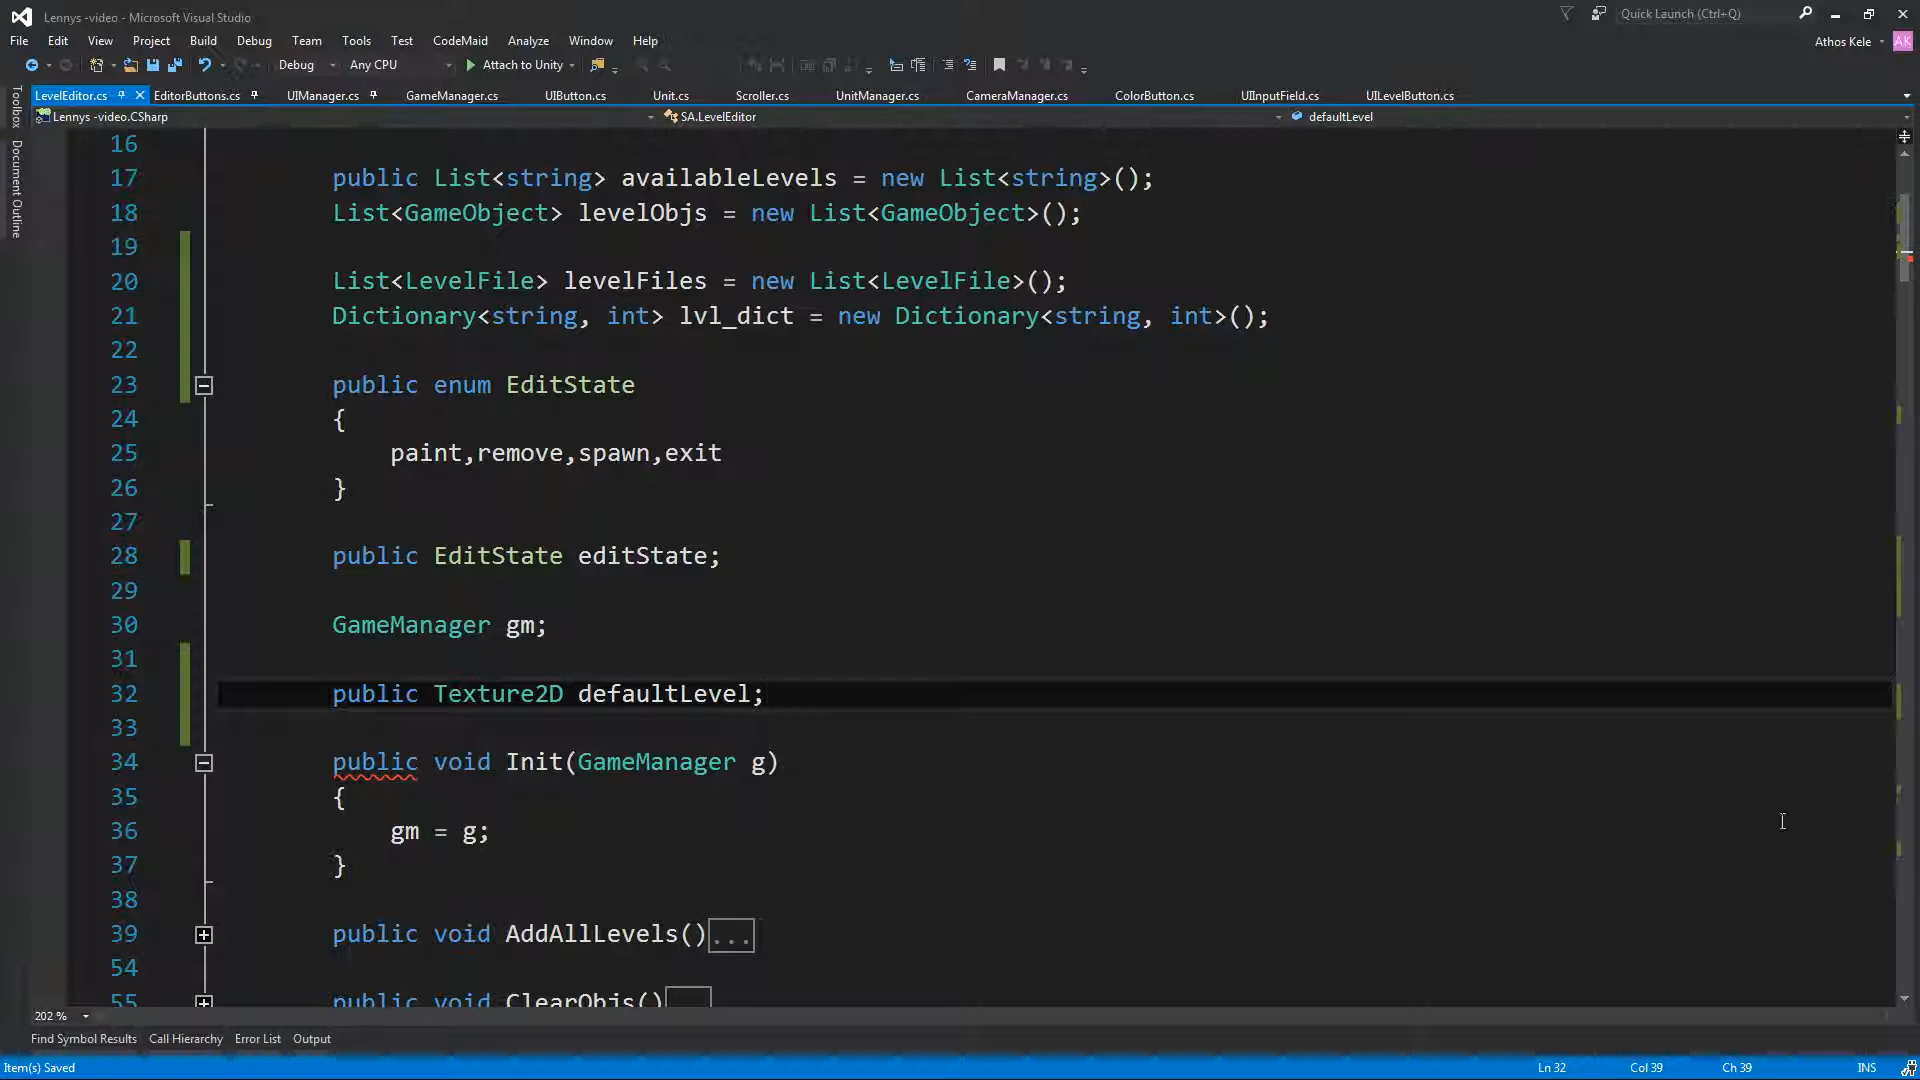 Lennys -video - Microsoft Visual Studio
Quick Launch (Ctrl+Q)
File Edit View Project Build Debug Team Tools Test CodeMaid Analyze Window Help
Athos Kele AK
Debug Any CPU Attach to Unity
LevelEditor.cs EditorButtons.cs UIManager.cs GameManager.cs UIButton.cs Unit.cs Scroller.cs UnitManager.cs CameraManager.cs ColorButton.cs UIInputField.cs UILevelButton.cs
Lennys -video.CSharp SA.LevelEditor defaultLevel
Toolbox
Document Outline
16
17 public List<string> availableLevels = new List<string>();
18 List<GameObject> levelObjs = new List<GameObject>();
19
20 List<LevelFile> levelFiles = new List<LevelFile>();
21 Dictionary<string, int> lvl_dict = new Dictionary<string, int>();
22
23 public enum EditState
24 {
25 paint,remove,spawn,exit
26 }
27
28 public EditState editState;
29
30 GameManager gm;
31
32 public Texture2D defaultLevel;
33
34 public void Init(GameManager g)
35 {
36 gm = g;
37 }
38
39 public void AddAllLevels()...
54
55 public void ClearObjs()...
202 %
Find Symbol Results Call Hierarchy Error List Output
Item(s) Saved Ln 32 Col 39 Ch 39 INS